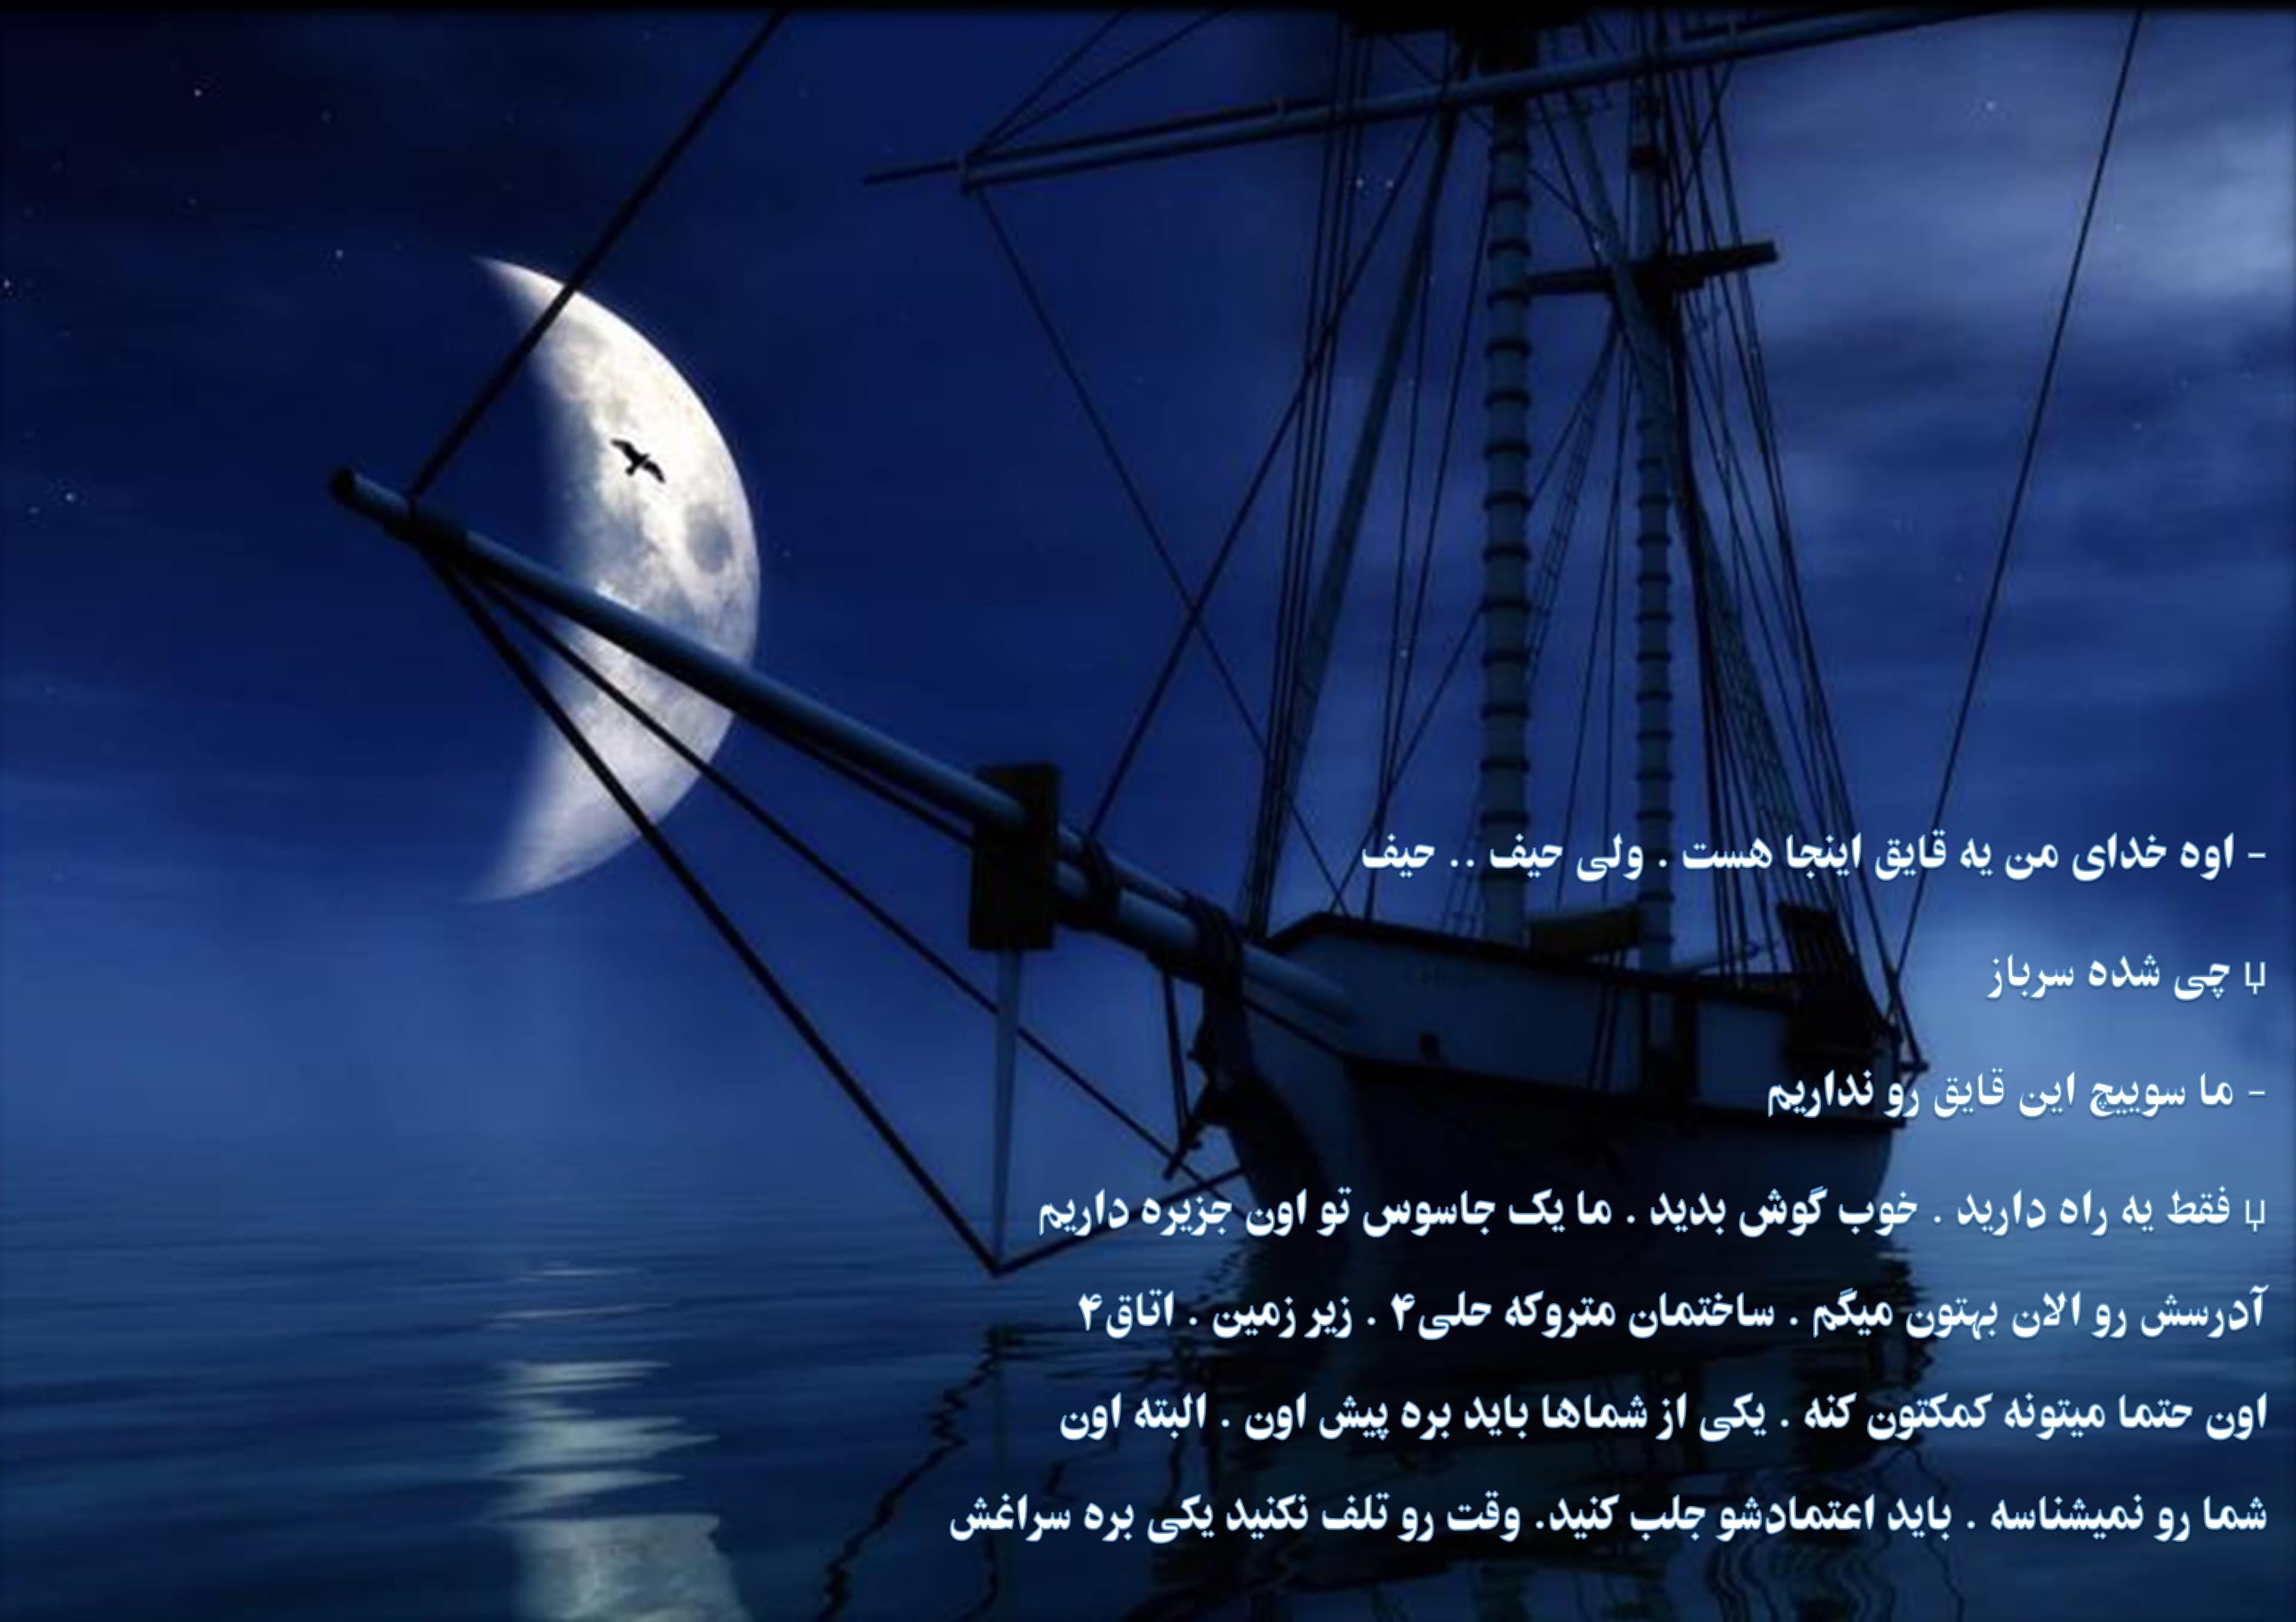 - اوه خدای من یه قایق اینجا هست . ولی حیف .. حیف
پ چی شده سرباز
- ما سوییچ این قایق رو نداریم
پ فقط یه راه دارید . خوب گوش بدید . ما یک جاسوس تو اون جزیره داریم
آدرسش رو الان بهتون میگم . ساختمان متروکه حلی۴ . زیر زمین . اتاق۴
اون حتما میتونه کمکتون کنه . یکی از شماها باید بره پیش اون . البته اون
شما رو نمیشناسه . باید اعتمادشو جلب کنید. وقت رو تلف نکنید یکی بره سراغش